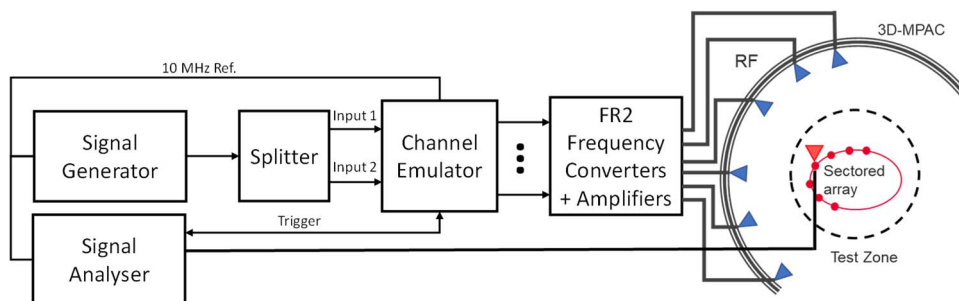 3D-MPAC
10 MHz Ref.
RF
Signal
Generator
Splitter
Input 1
Input 2
Channel
Emulator
FR2
Frequency
Converters
+ Amplifiers
Sectored
array
Trigger
Signal
Analyser
Test Zone